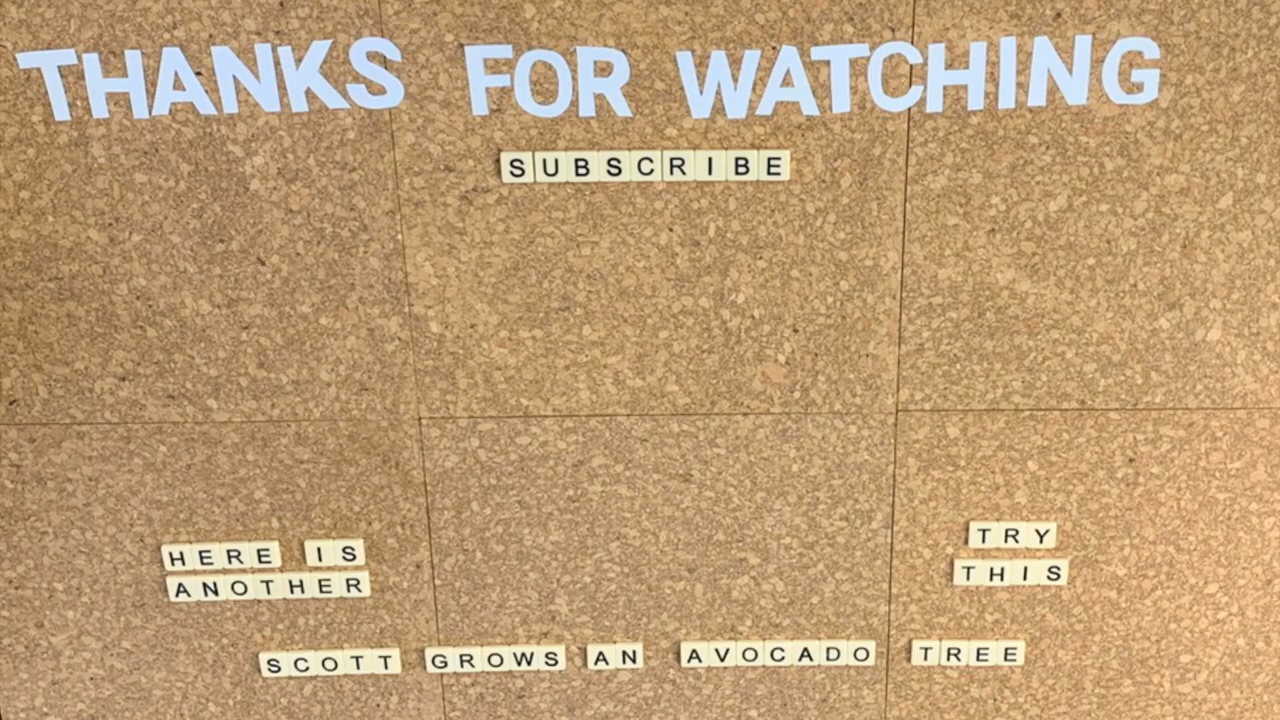 THANKS FOR WATCHING
SUBSCRIBE
HERE IS
ANOTHER
TRY
THIS
SCOTT GROWS AN AVOCADO TREE